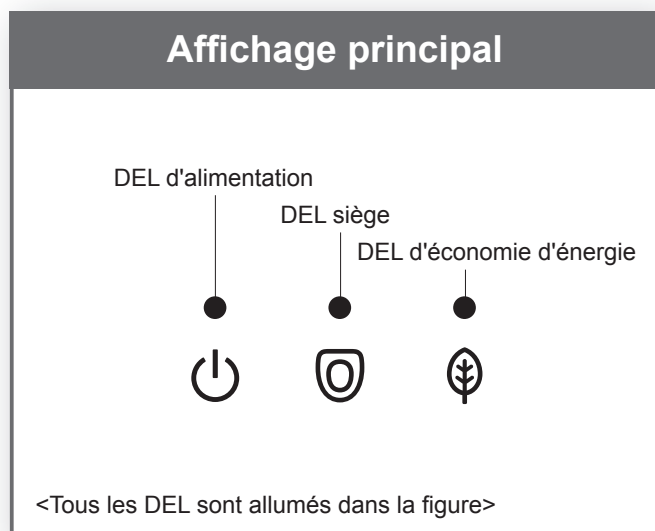 Affichage principal
DEL d'alimentation
DEL siège
DEL d'économie d'énergie
<Tous les DEL sont allumés dans la figure>